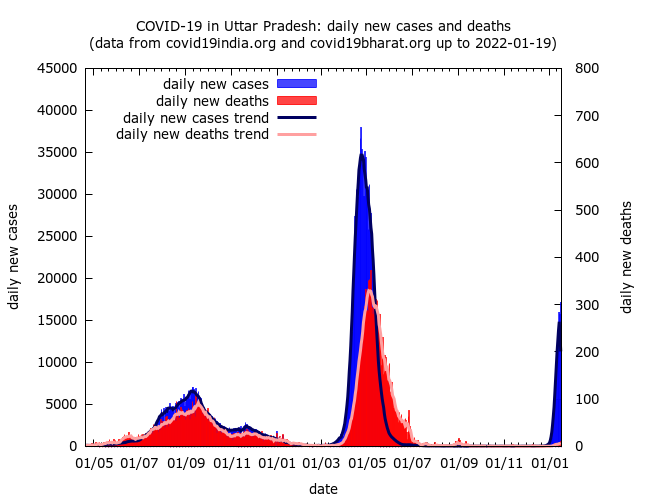 COVID-19 in Uttar Pradesh: daily new cases and deaths
(data from covid19india.org and covid19bharat.org up to 2022-01-19)
daily new cases
daily new deaths
daily new cases trend
daily new deaths trend
45000
40000
35000
30000
25000
20000
15000
10000
5000
0
daily new cases
800
700
600
500
400
300
200
100
0
daily new deaths
01/05 01/07 01/09 01/11 01/01 01/03 01/05 01/07 01/09 01/11 01/01
date